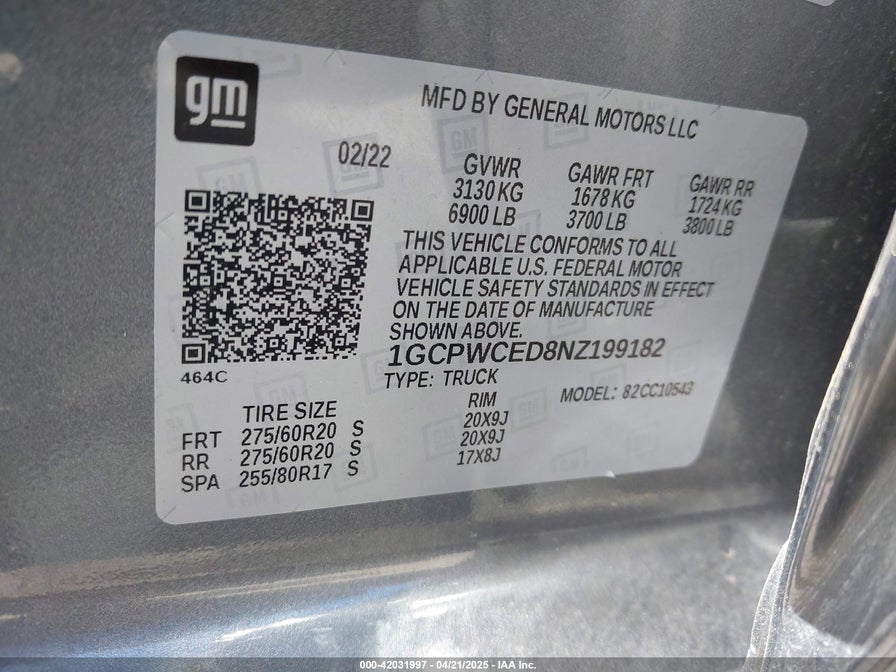 gm
MFD BY GENERAL MOTORS LLC
02/22
GVWR GAWR FRT GAWR RR
3130 KG 1678 KG 1724 KG
6900 LB 3700 LB 3800 LB
THIS VEHICLE CONFORMS TO ALL
APPLICABLE U.S. FEDERAL MOTOR
VEHICLE SAFETY STANDARDS IN EFFECT
ON THE DATE OF MANUFACTURE
SHOWN ABOVE.
1GCPWCED8NZ199182
464C
TYPE: TRUCK
MODEL: 82CC10543
TIRE SIZE RIM
FRT 275/60R20 S 20X9J
RR 275/60R20 S 20X9J
SPA 255/80R17 S 17X8J
000-42031997 - 04/21/2025 - IAA Inc.